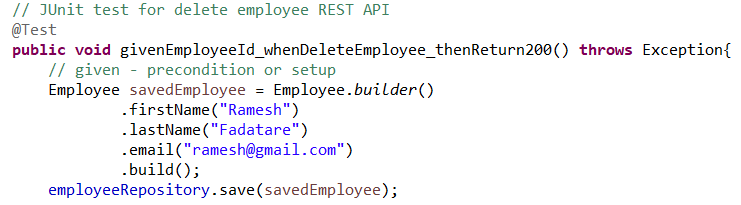 // JUnit test for delete employee REST API
@Test
public void givenEmployeeId_whenDeleteEmployee_thenReturn200() throws Exception{
    // given - precondition or setup
    Employee savedEmployee = Employee.builder()
            .firstName("Ramesh")
            .lastName("Fadatare")
            .email("ramesh@gmail.com")
            .build();
    employeeRepository.save(savedEmployee);